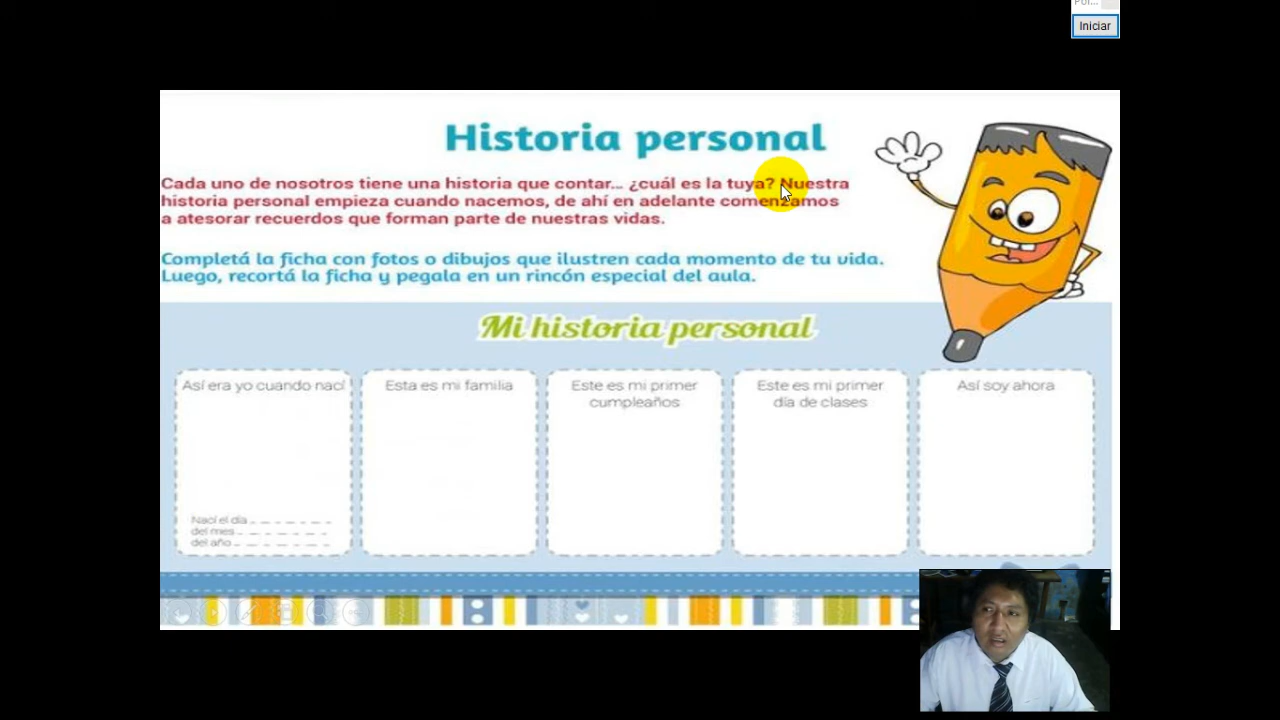 Iniciar
Historia personal
Cada uno de nosotros tiene una historia que contar... ¿cuál es la tuya? Nuestra
historia personal empieza cuando nacemos, de ahí en adelante comenzamos
a atesorar recuerdos que forman parte de nuestras vidas.
Completá la ficha con fotos o dibujos que ilustren cada momento de tu vida.
Luego, recortá la ficha y pegala en un rincón especial del aula.
Mi historia personal
Así era yo cuando nací
Nací el día
del mes
del año
Esta es mi familia
Este es mi primer
cumpleaños
Este es mi primer
día de clases
Así soy ahora